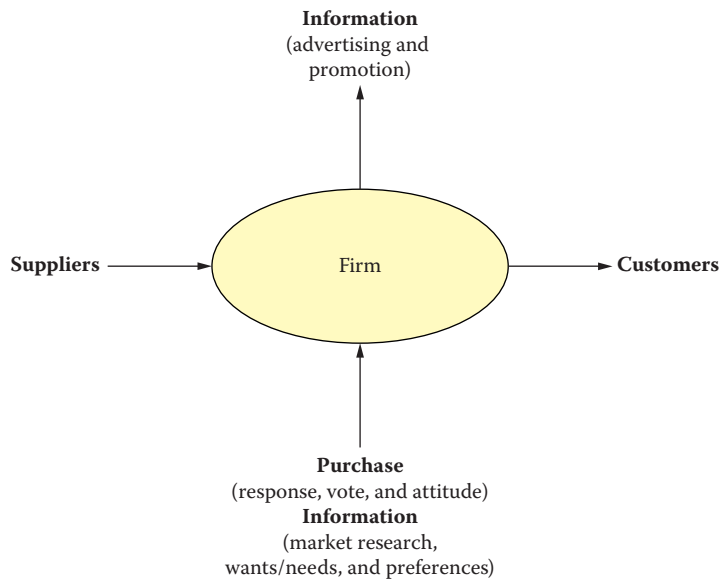 Information
(advertising and
promotion)
Suppliers
Firm
Customers
Purchase
(response, vote, and attitude)
Information
(market research,
wants/needs, and preferences)